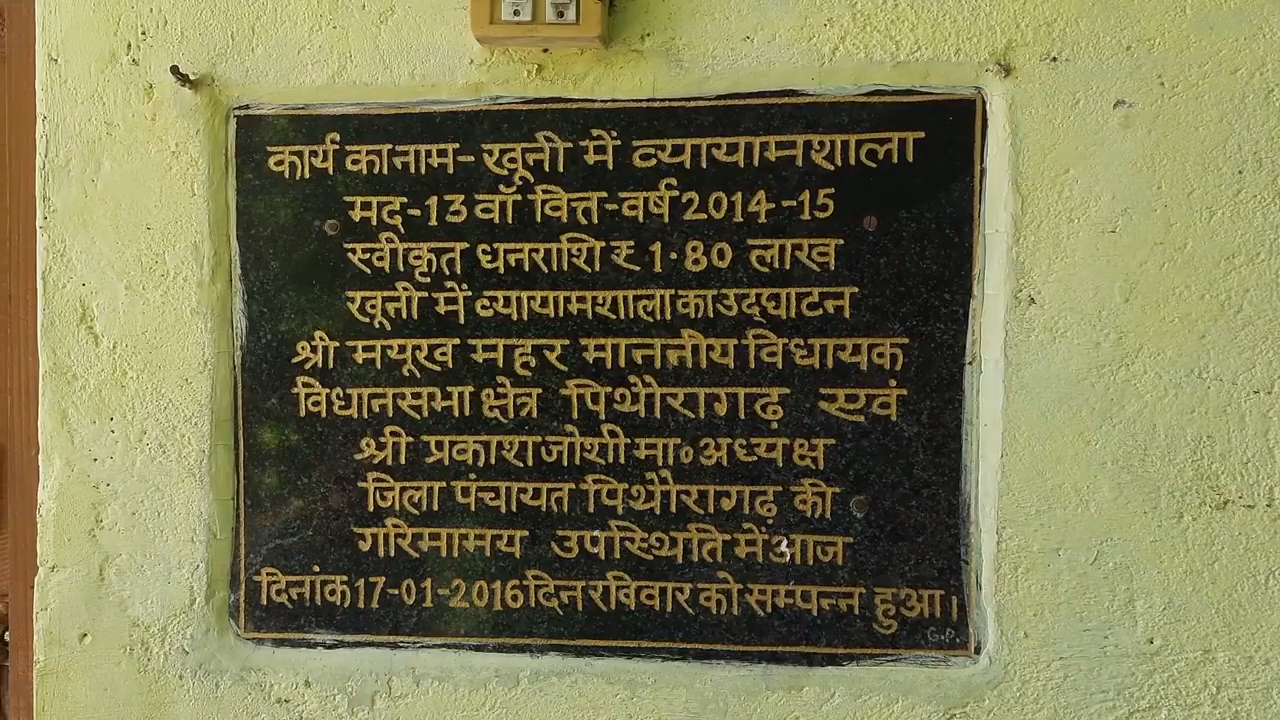 कार्य का नाम- खूनी में व्यायामशाला
मद-13 वाॅ वित्त-वर्ष 2014-15
स्वीकृत धनराशि ₹ 1·80 लाख
खूनी में व्यायामशाला का उद्घाटन
श्री मयूख महर माननीय विधायक
विधानसभा क्षेत्र पिथौरागढ़ एवं
श्री प्रकाश जोशी मा॰ अध्यक्ष
जिला पंचायत पिथौरागढ़ की
गरिमामय उपस्थिति में आज
दिनांक 17-01-2016 दिन रविवार को सम्पन्न हुआ।
G.P.